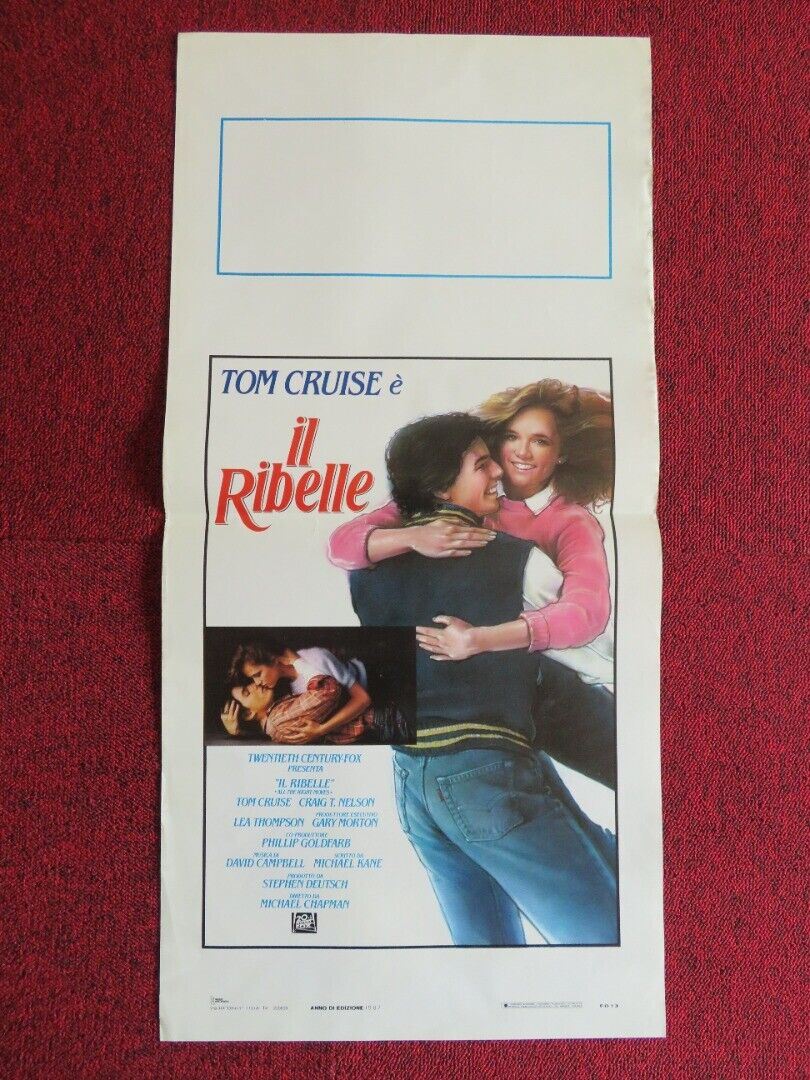 TOM CRUISE è
il
Ribelle
TWENTIETH CENTURY-FOX
PRESENTA
"IL RIBELLE"
(ALL THE RIGHT MOVES)
TOM CRUISE CRAIG T. NELSON
PRODUTTORE ESECUTIVO
LEA THOMPSON GARY MORTON
CO-PRODUTTORE
PHILLIP GOLDFARB
MUSICA DI SCRITTO DA
DAVID CAMPBELL MICHAEL KANE
PRODOTTO DA
STEPHEN DEUTSCH
DIRETTO DA
MICHAEL CHAPMAN
ANNO DI EDIZIONE